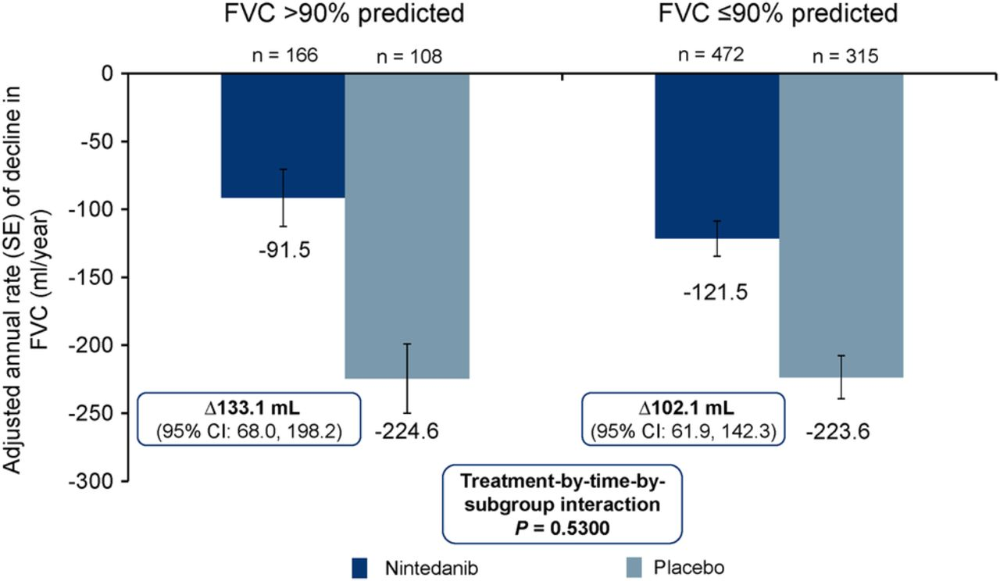 FVC >90% predicted
FVC ≤90% predicted
n = 166
n = 108
n = 472
n = 315
Adjusted annual rate (SE) of decline in
FVC (ml/year)
0
-50
-100
-150
-200
-250
-300
-91.5
-224.6
-121.5
-223.6
Δ133.1 mL
(95% CI: 68.0, 198.2)
Δ102.1 mL
(95% CI: 61.9, 142.3)
Treatment-by-time-by-
subgroup interaction
P = 0.5300
Nintedanib
Placebo